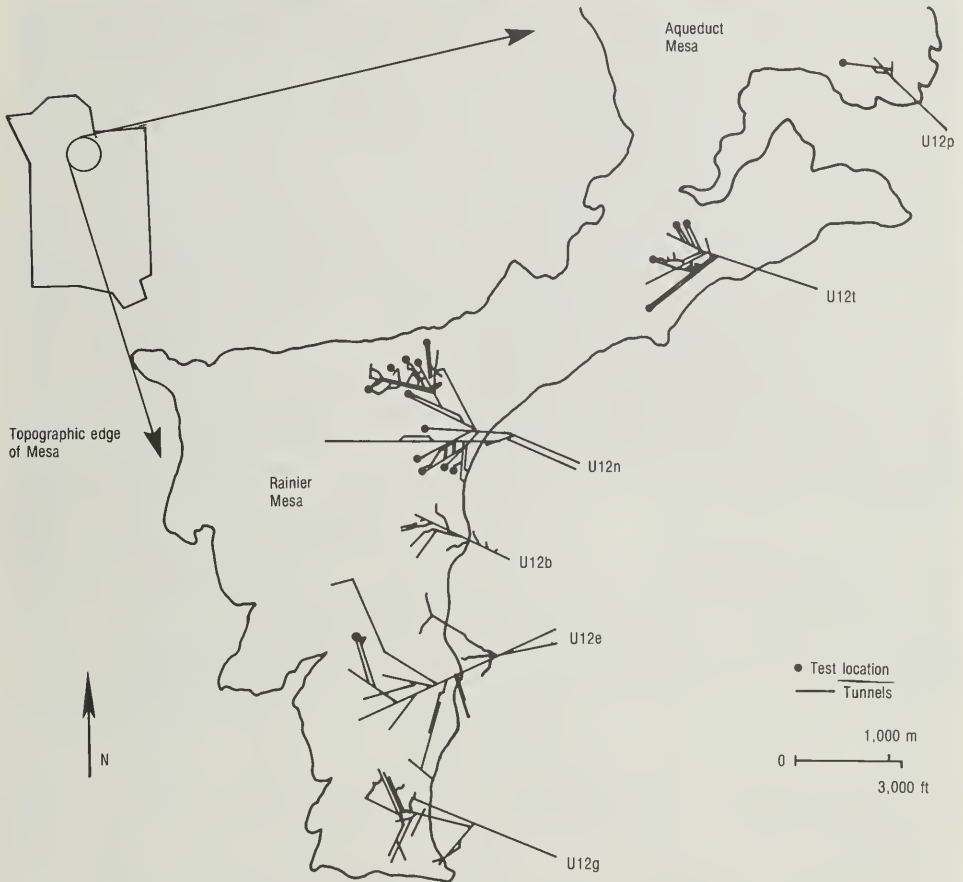 Aqueduct
Mesa
U12p
U12t
Topographic edge
of Mesa
Rainier
Mesa
U12n
U12b
U12e
Test location
Tunnels
N
1,000 m
0
3,000 ft
U12g